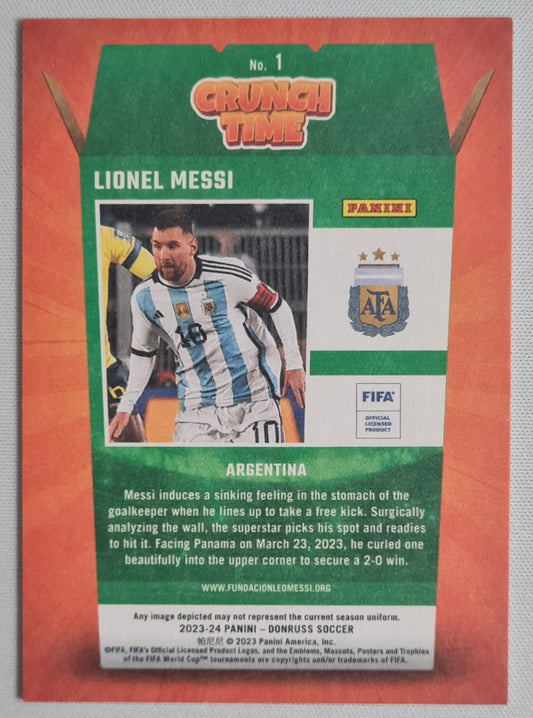 No. 1
CRUNCH
TIME
LIONEL MESSI
PANINI
AFA
10
10
FIFA®
OFFICIAL
LICENSED
PRODUCT
ARGENTINA
Messi induces a sinking feeling in the stomach of the
goalkeeper when he lines up to take a free kick. Surgically
analyzing the wall, the superstar picks his spot and readies
to hit it. Facing Panama on March 23, 2023, he curled one
beautifully into the upper corner to secure a 2-0 win.
WWW.FUNDACIONLEOMESSI.ORG
Any image depicted may not represent the current season uniform.
2023-24 PANINI – DONRUSS SOCCER
帕尼尼 © 2023 Panini America, Inc.
©FIFA, FIFA's Official Licensed Product Logos, and the Emblems, Mascots, Posters and Trophies
of the FIFA World Cup™ tournaments are copyrights and/or trademarks of FIFA.